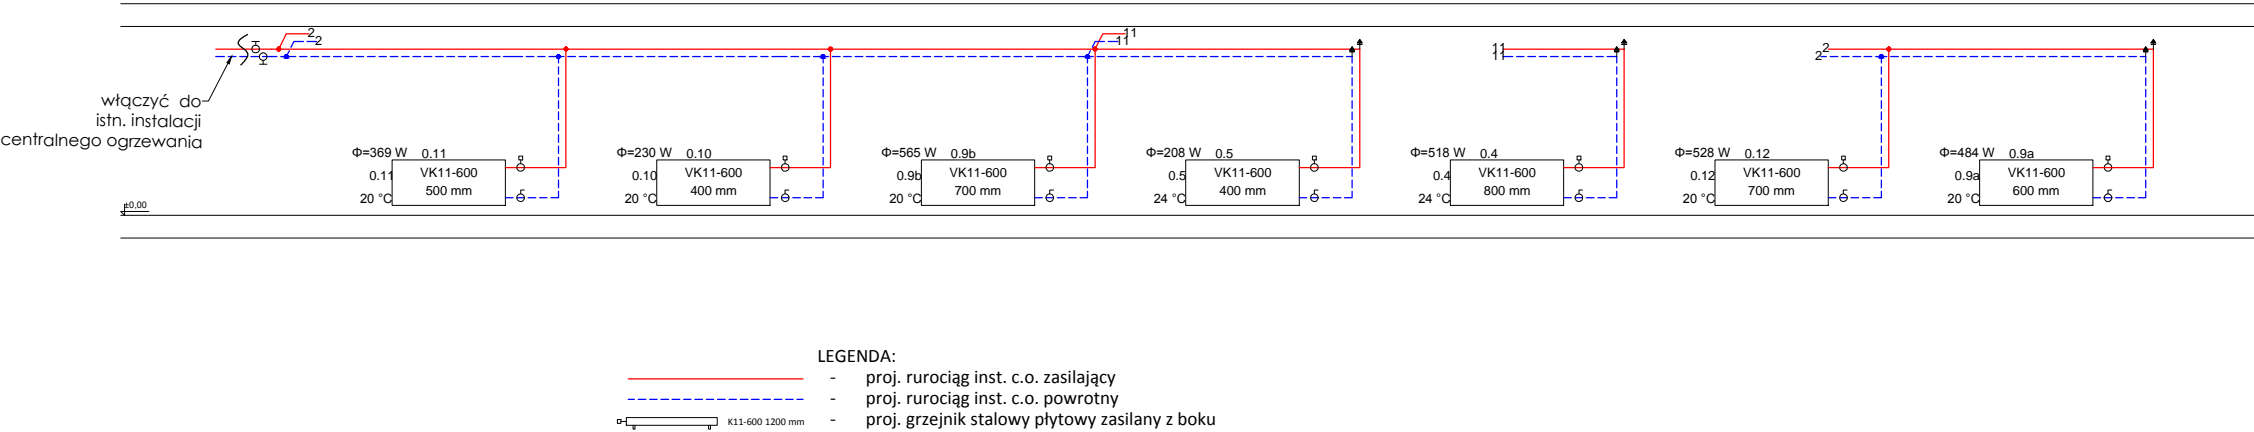 2
2
11
11
11
11
2
2
włączyć do
istn. instalacji
centralnego ogrzewania
±0,00
Φ=369 W 0.11
0.11
VK11-600
500 mm
20 °C
Φ=230 W 0.10
0.10
VK11-600
400 mm
20 °C
Φ=565 W 0.9b
0.9b
VK11-600
700 mm
20 °C
Φ=208 W 0.5
0.5
VK11-600
400 mm
24 °C
Φ=518 W 0.4
0.4
VK11-600
800 mm
24 °C
Φ=528 W 0.12
0.12
VK11-600
700 mm
20 °C
Φ=484 W 0.9a
0.9a
VK11-600
600 mm
20 °C
LEGENDA:
- proj. rurociąg inst. c.o. zasilający
- proj. rurociąg inst. c.o. powrotny
K11-600 1200 mm - proj. grzejnik stalowy płytowy zasilany z boku